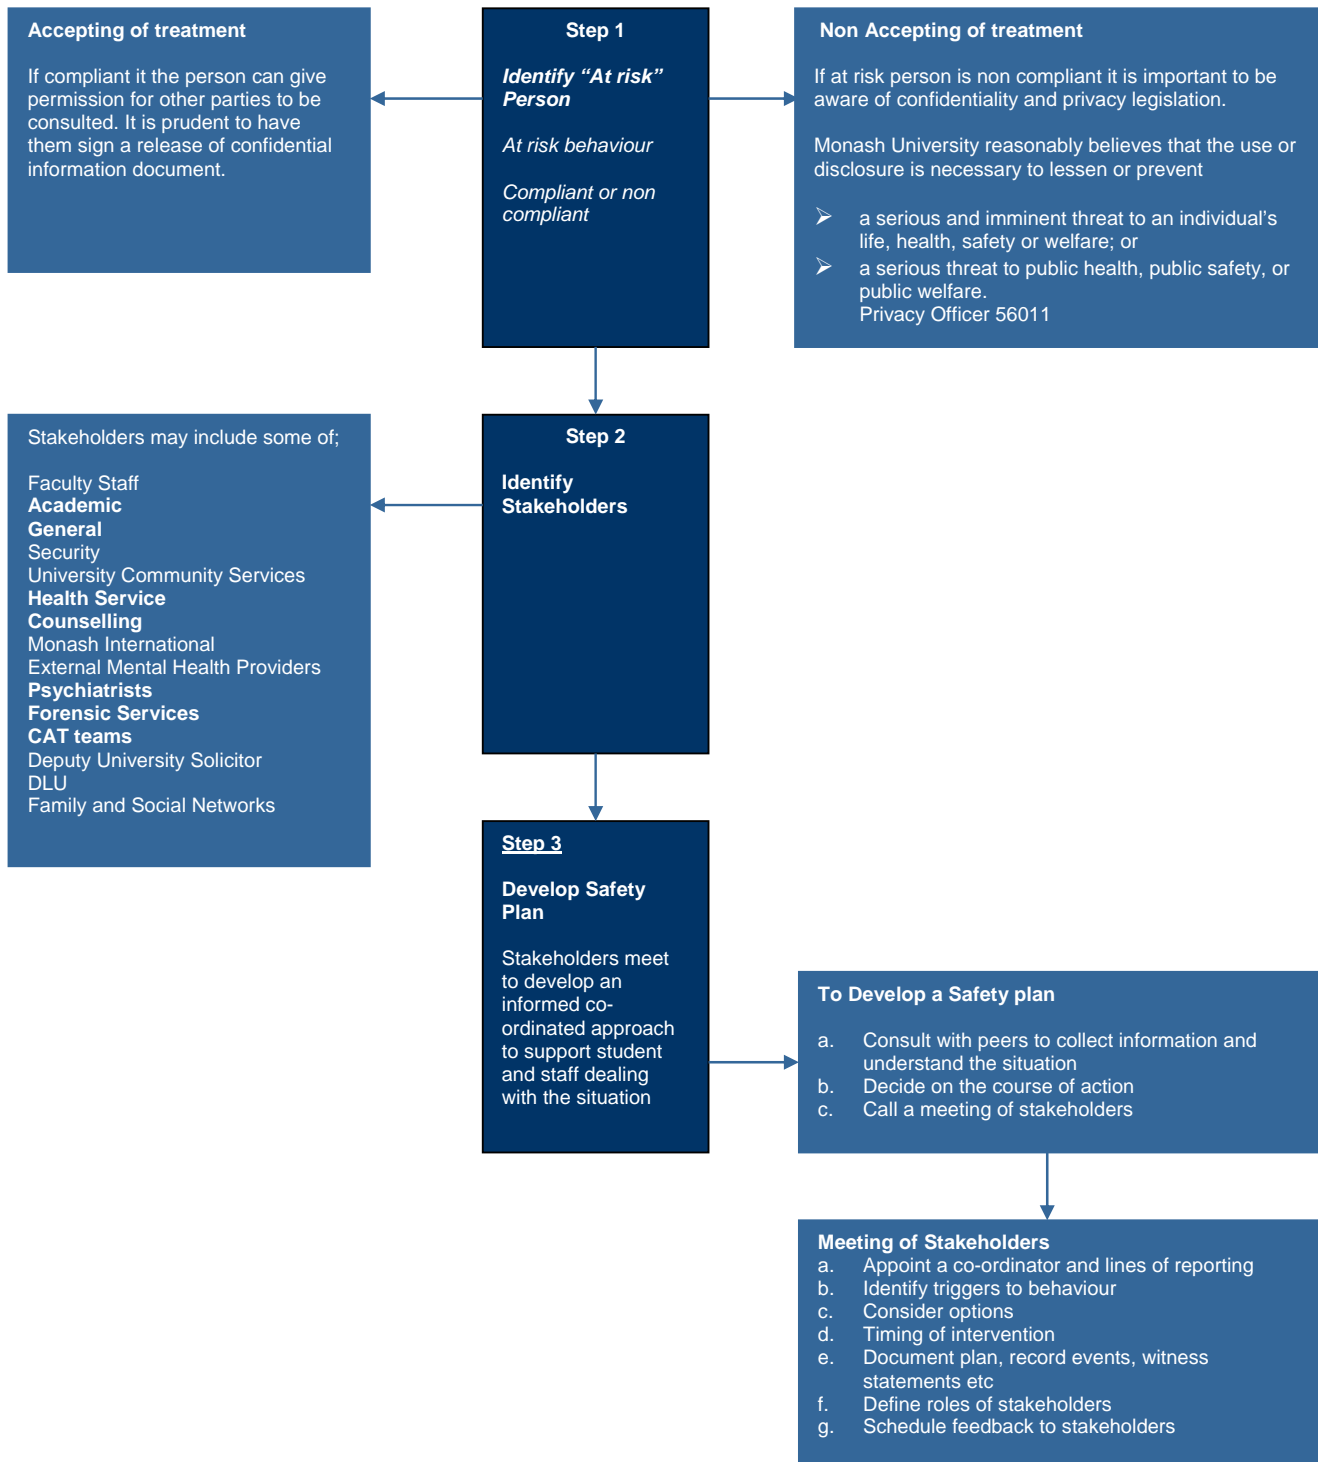 Accepting of treatment
If compliant it the person can give
permission for other parties to be
consulted. It is prudent to have
them sign a release of confidential
information document.
Step 1
Identify “At risk”
Person
At risk behaviour
Compliant or non
compliant
Non Accepting of treatment
If at risk person is non compliant it is important to be
aware of confidentiality and privacy legislation.
Monash University reasonably believes that the use or
disclosure is necessary to lessen or prevent
➢ a serious and imminent threat to an individual’s
life, health, safety or welfare; or
➢ a serious threat to public health, public safety, or
public welfare.
Privacy Officer 56011
Stakeholders may include some of;
Faculty Staff
Academic
General
Security
University Community Services
Health Service
Counselling
Monash International
External Mental Health Providers
Psychiatrists
Forensic Services
CAT teams
Deputy University Solicitor
DLU
Family and Social Networks
Step 2
Identify
Stakeholders
Step 3
Develop Safety
Plan
Stakeholders meet
to develop an
informed co-
ordinated approach
to support student
and staff dealing
with the situation
To Develop a Safety plan
a. Consult with peers to collect information and
understand the situation
b. Decide on the course of action
c. Call a meeting of stakeholders
Meeting of Stakeholders
a. Appoint a co-ordinator and lines of reporting
b. Identify triggers to behaviour
c. Consider options
d. Timing of intervention
e. Document plan, record events, witness
statements etc
f. Define roles of stakeholders
g. Schedule feedback to stakeholders